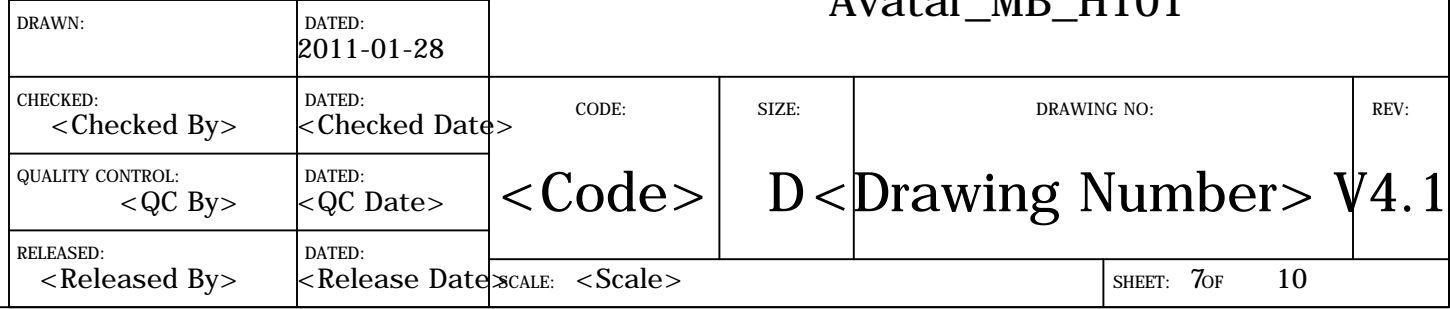 Avatar_MB_H101
DRAWN: DATED:
2011-01-28
CHECKED: DATED: CODE: SIZE: DRAWING NO: REV:
<Checked By> <Checked Date>
QUALITY CONTROL: DATED:
<QC By> <QC Date> <Code> D <Drawing Number> V4.1
RELEASED: DATED:
<Released By> <Release Date> SCALE: <Scale> SHEET: 7 OF 10